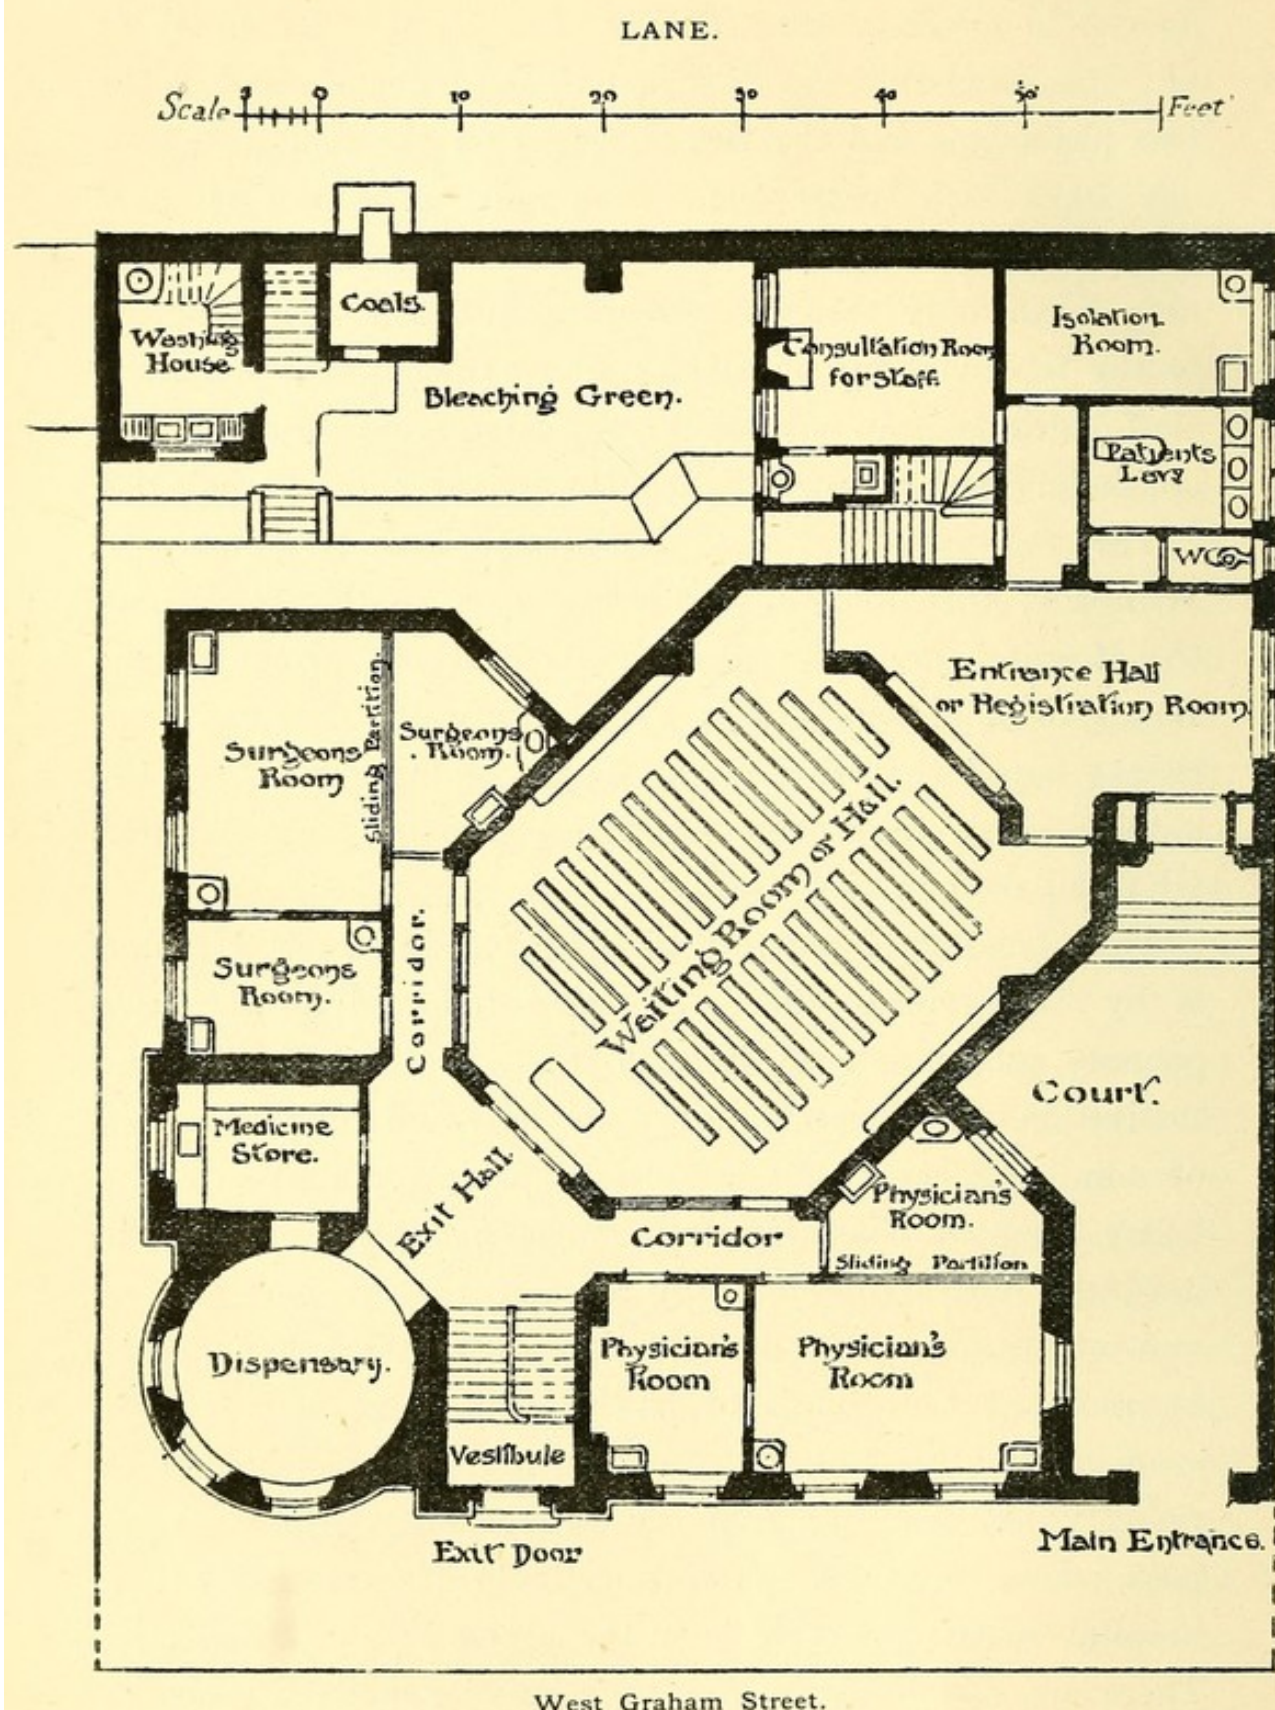 LANE.
Scale 5 0 10 20 30 40 50 Feet
Coals.
Washing
House.
Bleaching Green.
Consultation Room
for staff.
Isolation
Room.
Patients
Lavy
WC
Entrance Hall
or Registration Room.
Surgeons
Room
Sliding Partition.
Surgeons
Room.
Waiting Room or Hall.
Surgeons
Room.
Corridor.
Court.
Medicine
Store.
Exit Hall.
Corridor
Physician's
Room.
Sliding Partition
Dispensary.
Physician's
Room
Physician's
Room
Vestibule
Exit Door
Main Entrance.
West Graham Street.